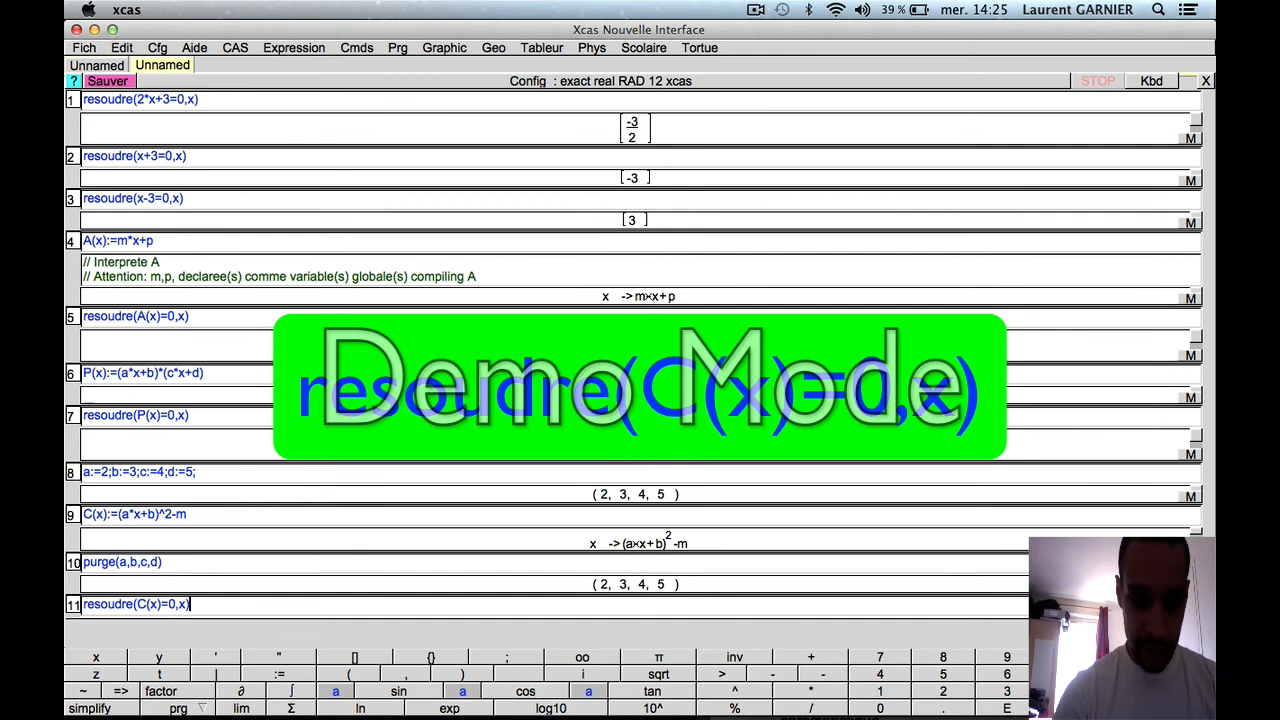 xcas 39 % mer. 14:25 Laurent GARNIER
Xcas Nouvelle Interface
Fich Edit Cfg Aide CAS Expression Cmds Prg Graphic Geo Tableur Phys Scolaire Tortue
Unnamed Unnamed
? Sauver Config : exact real RAD 12 xcas STOP Kbd X
1 resoudre(2*x+3=0,x)
[-3
2]
M
2 resoudre(x+3=0,x)
[ -3 ] M
3 resoudre(x-3=0,x)
[ 3 ] M
4 A(x):=m*x+p
// Interprete A
// Attention: m,p, declaree(s) comme variable(s) globale(s) compiling A
x ->m×x+p M
5 resoudre(A(x)=0,x)
M
6 P(x):=(a*x+b)*(c*x+d)
M
7 resoudre(P(x)=0,x)
M
Demo Mode
resoudre(C(x)=0,x)
8 a:=2;b:=3;c:=4;d:=5;
( 2, 3, 4, 5 ) M
9 C(x):=(a*x+b)^2-m
x ->(a×x+b)2-m
10 purge(a,b,c,d)
( 2, 3, 4, 5 )
11 resoudre(C(x)=0,x)
x y ' " [] {} ; oo π inv + 7 8 9
z t | := ( , ) i sqrt > - - 4 5 6
~ => factor ∂ ∫ a sin a cos a tan ^ * 1 2 3
simplify prg lim Σ ln exp log10 10^ % / 0 . E